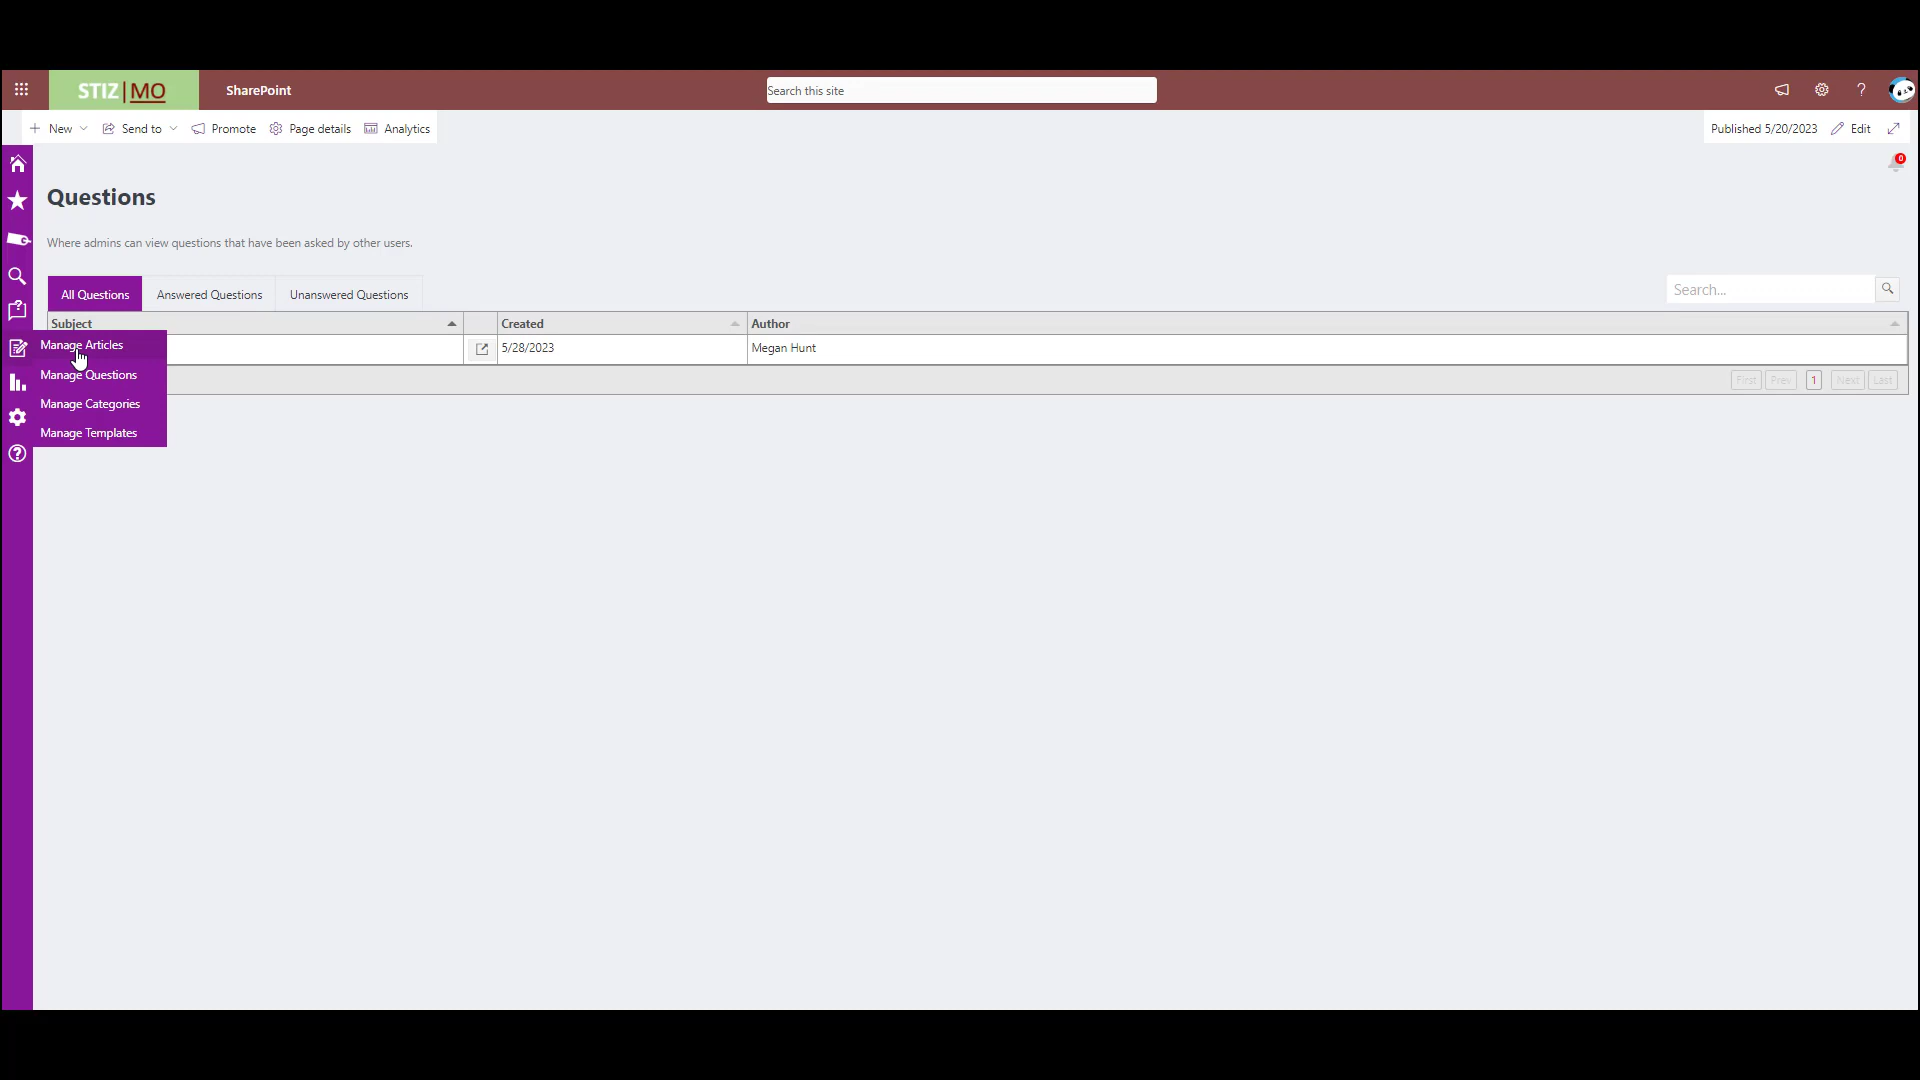 STIZ|MO
SharePoint
Search this site
?
New
Send to
Promote
Page details
Analytics
Published 5/20/2023
Edit
0
Questions
Where admins can view questions that have been asked by other users.
All Questions
Answered Questions
Unanswered Questions
Search...
Subject
Created
Author
5/28/2023
Megan Hunt
Manage Articles
Manage Questions
Manage Categories
Manage Templates
First
Prev
1
Next
Last